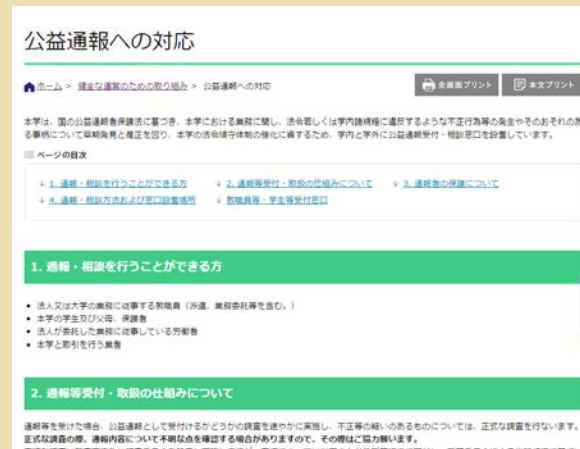 公益通報への対応
ホーム > 健全な運営のための取り組み > 公益通報への対応
全画面プリント 本文プリント
本学は、国の公益通報者保護法に基づき、本学における業務に関し、法令若しくは学内諸規程に違反するような不正行為等の発生やそのおそれのあ
る事柄について早期発見と是正を図り、本学の法令遵守体制の強化に資するため、学内と学外に公益通報受付・相談窓口を設置しています。
ページの目次
↓ 1. 通報・相談を行うことができる方 ↓ 2. 通報等受付・取扱の仕組みについて ↓ 3. 通報者の保護について
↓ 4. 通報・相談方法および窓口設置場所 ↓ 教職員等・学生等受付窓口
1. 通報・相談を行うことができる方
• 法人又は大学の業務に従事する教職員（派遣、業務委託等を含む。）
• 本学の学生及び父母、保護者
• 法人が委託した業務に従事している労働者
• 本学と取引を行う業者
2. 通報等受付・取扱の仕組みについて
通報等を受けた場合、公益通報として受付けるかどうかの調査を速やかに実施し、不正等の疑いのあるものについては、正式な調査を行ないます。
正式な調査の際、通報内容について不明な点を確認する場合がありますので、その際はご協力願います。